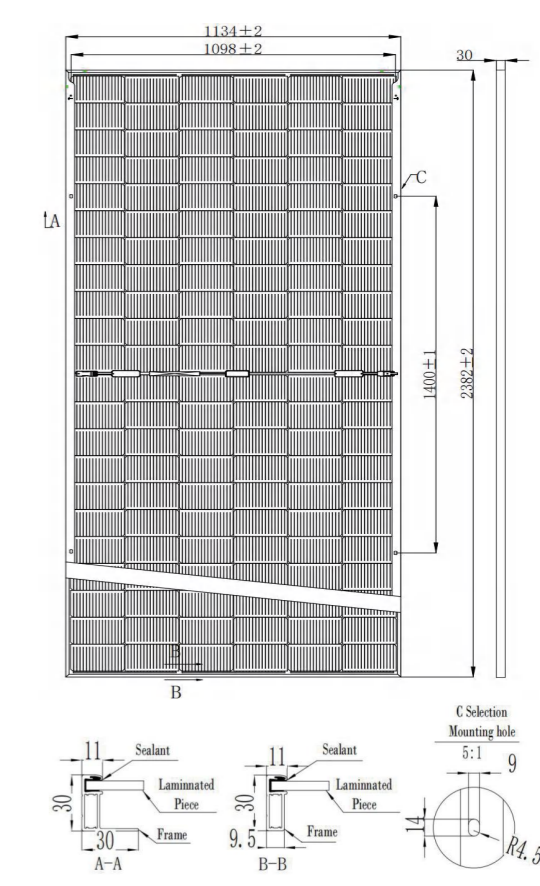 1134±2
1098±2
30
C
A
1400±1
2382±2
B
B
C Selection
Mounting hole
5:1
9
14
R4.5
11
Sealant
Laminnated
Piece
30
Frame
30
A-A
11
Sealant
Laminnated
Piece
30
Frame
9.5
B-B